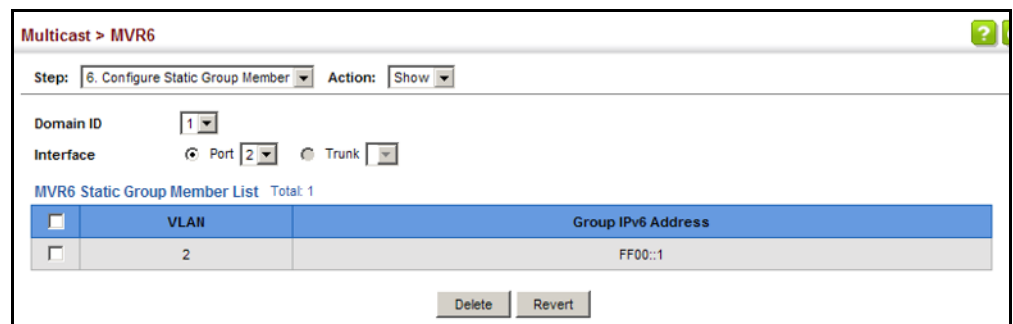 Multicast > MVR6 ?
Step: 6. Configure Static Group Member Action: Show
Domain ID 1
Interface Port 2 Trunk
MVR6 Static Group Member List Total: 1
VLAN Group IPv6 Address
2 FF00::1
Delete Revert